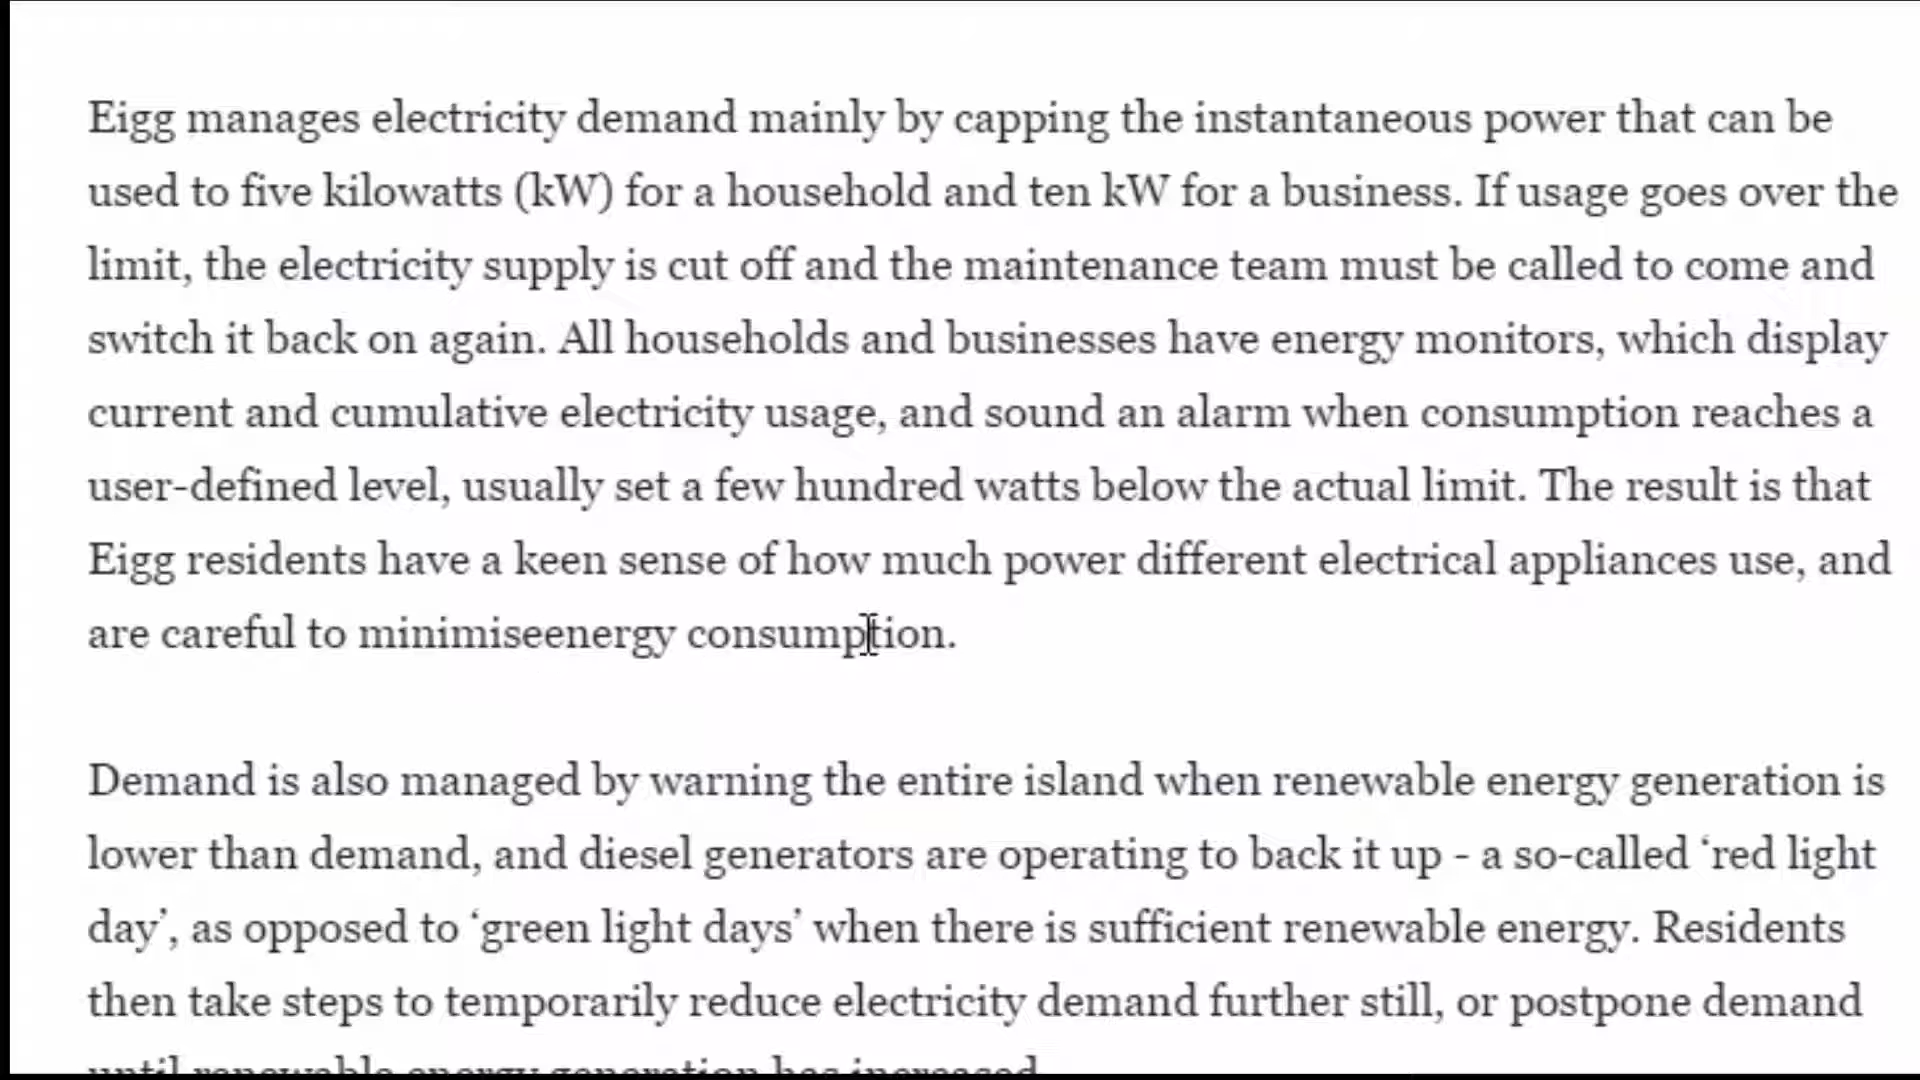 Eigg manages electricity demand mainly by capping the instantaneous power that can be
used to five kilowatts (kW) for a household and ten kW for a business. If usage goes over the
limit, the electricity supply is cut off and the maintenance team must be called to come and
switch it back on again. All households and businesses have energy monitors, which display
current and cumulative electricity usage, and sound an alarm when consumption reaches a
user-defined level, usually set a few hundred watts below the actual limit. The result is that
Eigg residents have a keen sense of how much power different electrical appliances use, and
are careful to minimiseenergy consumption.
Demand is also managed by warning the entire island when renewable energy generation is
lower than demand, and diesel generators are operating to back it up - a so-called ‘red light
day’, as opposed to ‘green light days’ when there is sufficient renewable energy. Residents
then take steps to temporarily reduce electricity demand further still, or postpone demand
until renewable energy generation has increased.